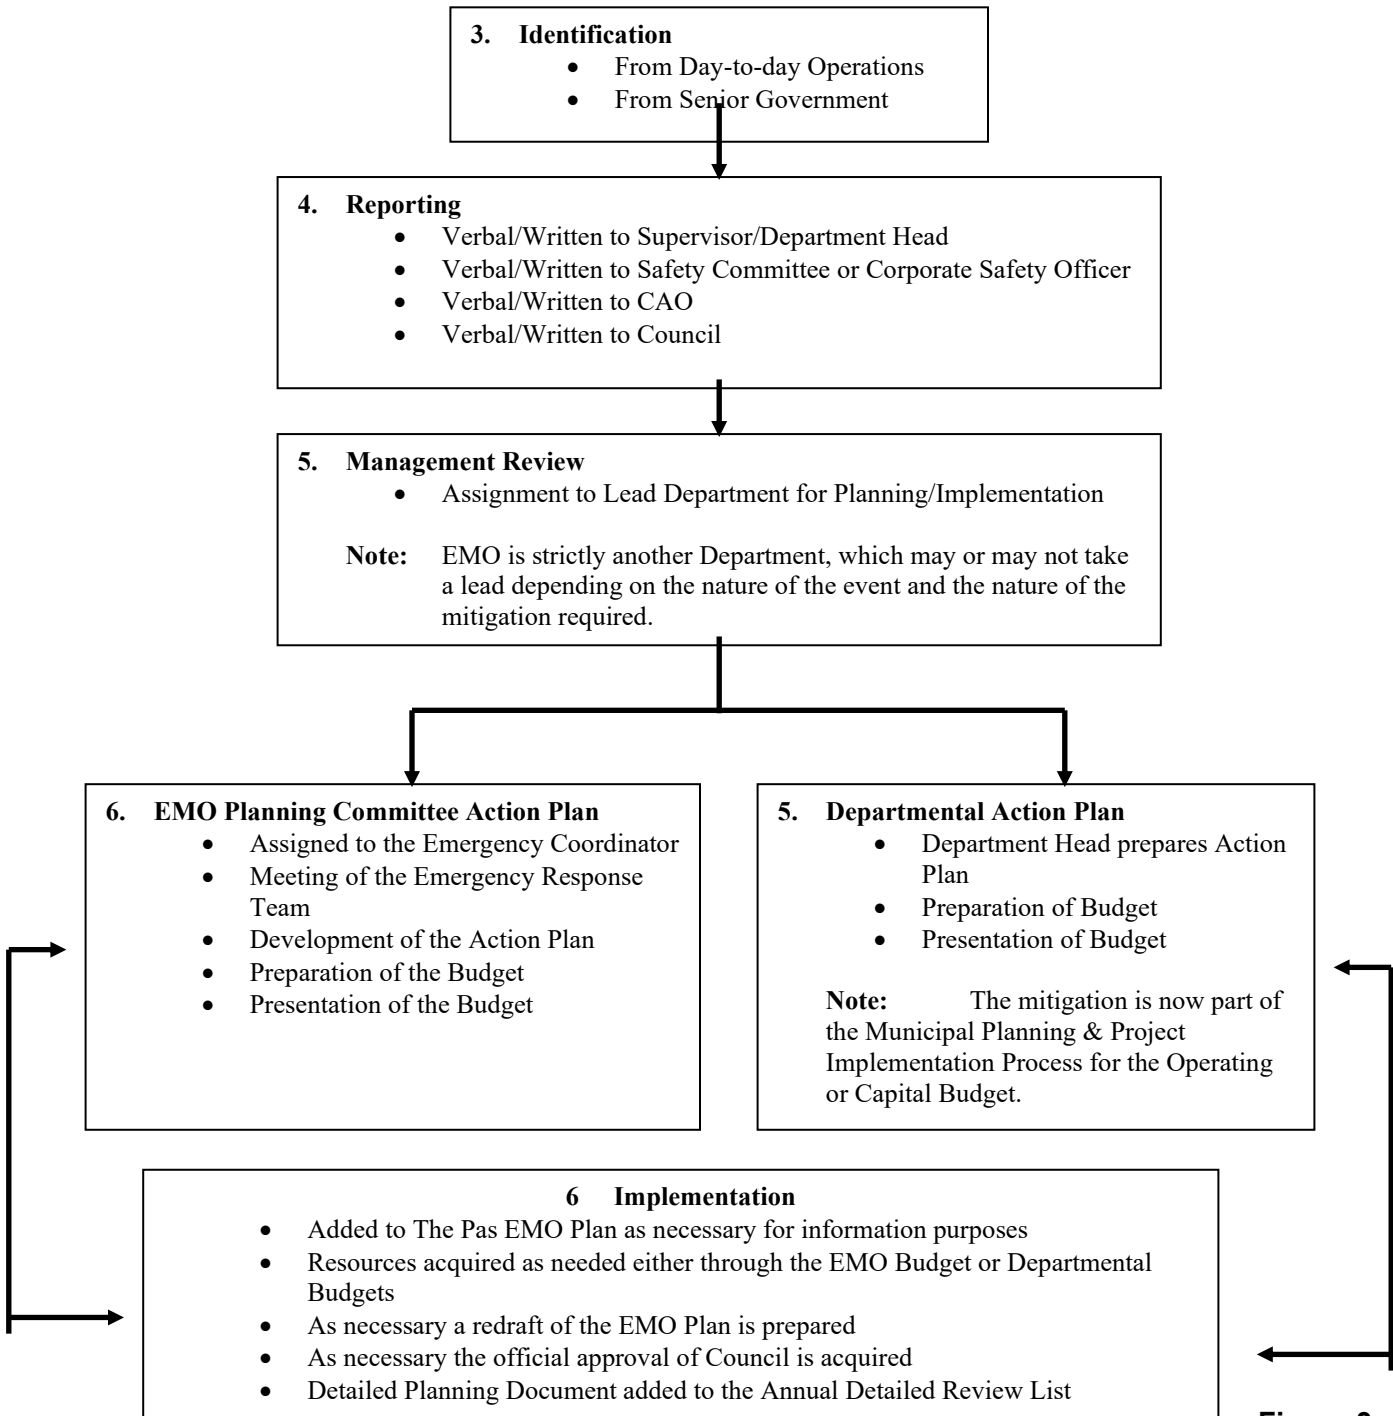 3. Identification
• From Day-to-day Operations
• From Senior Government
4. Reporting
• Verbal/Written to Supervisor/Department Head
• Verbal/Written to Safety Committee or Corporate Safety Officer
• Verbal/Written to CAO
• Verbal/Written to Council
5. Management Review
• Assignment to Lead Department for Planning/Implementation
Note: EMO is strictly another Department, which may or may not take
a lead depending on the nature of the event and the nature of the
mitigation required.
6. EMO Planning Committee Action Plan
• Assigned to the Emergency Coordinator
• Meeting of the Emergency Response
Team
• Development of the Action Plan
• Preparation of the Budget
• Presentation of the Budget
5. Departmental Action Plan
• Department Head prepares Action
Plan
• Preparation of Budget
• Presentation of Budget
Note: The mitigation is now part of
the Municipal Planning & Project
Implementation Process for the Operating
or Capital Budget.
6 Implementation
• Added to The Pas EMO Plan as necessary for information purposes
• Resources acquired as needed either through the EMO Budget or Departmental
Budgets
• As necessary a redraft of the EMO Plan is prepared
• As necessary the official approval of Council is acquired
• Detailed Planning Document added to the Annual Detailed Review List